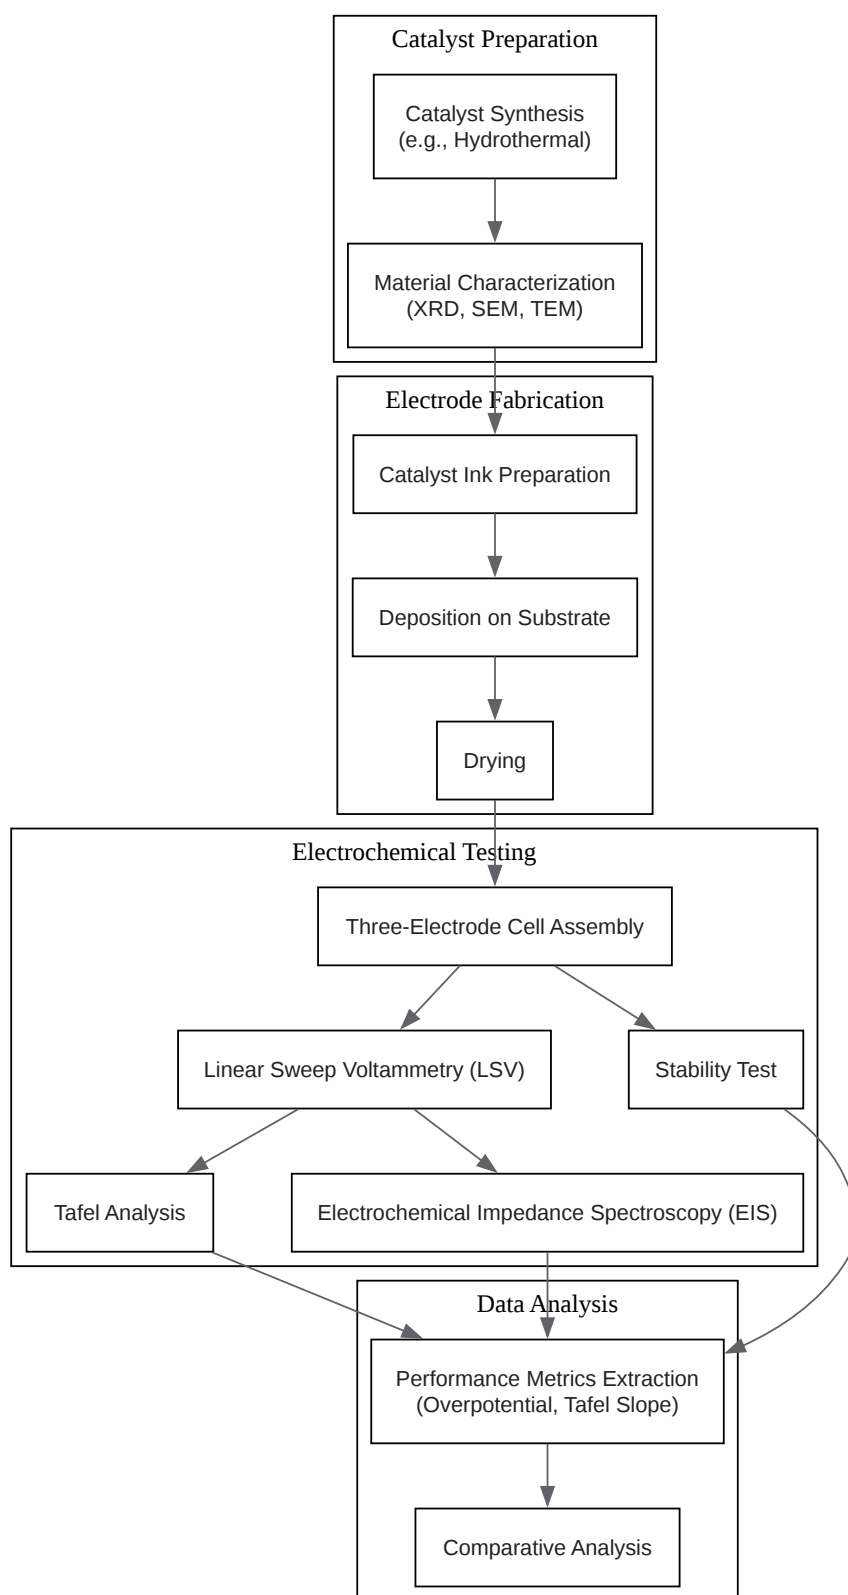 Catalyst Preparation
Catalyst Synthesis
(e.g., Hydrothermal)
Material Characterization
(XRD, SEM, TEM)
Electrode Fabrication
Catalyst Ink Preparation
Deposition on Substrate
Drying
Electrochemical Testing
Three-Electrode Cell Assembly
Linear Sweep Voltammetry (LSV)
Stability Test
Tafel Analysis
Electrochemical Impedance Spectroscopy (EIS)
Data Analysis
Performance Metrics Extraction
(Overpotential, Tafel Slope)
Comparative Analysis